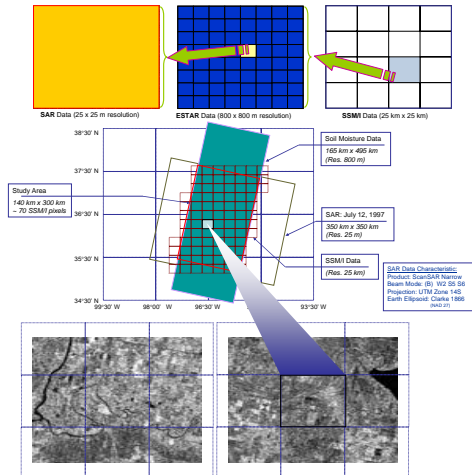 SAR Data (25 x 25 m resolution)
ESTAR Data (800 x 800 m resolution)
SSM/I Data (25 km x 25 km)
38/30' N
37/30' N
36/30' N
35/30' N
34/30' N
99/30' W
98/00' W
96/00' W
93/30' W
Soil Moisture Data
165 km x 495 km
(Res. 800 m)
Study Area
140 km x 300 km
~ 70 SSM/I pixels
SAR: July 12, 1997
350 km x 350 km
(Res. 25 m)
SSM/I Data
(Res. 25 km)
SAR Data Characteristic:
Product: ScanSAR Narrow
Beam Mode: (B) W2 S5 S6
Projection: UTM Zone 14S
Earth Ellipsoid: Clarke 1866
(NAD 27)